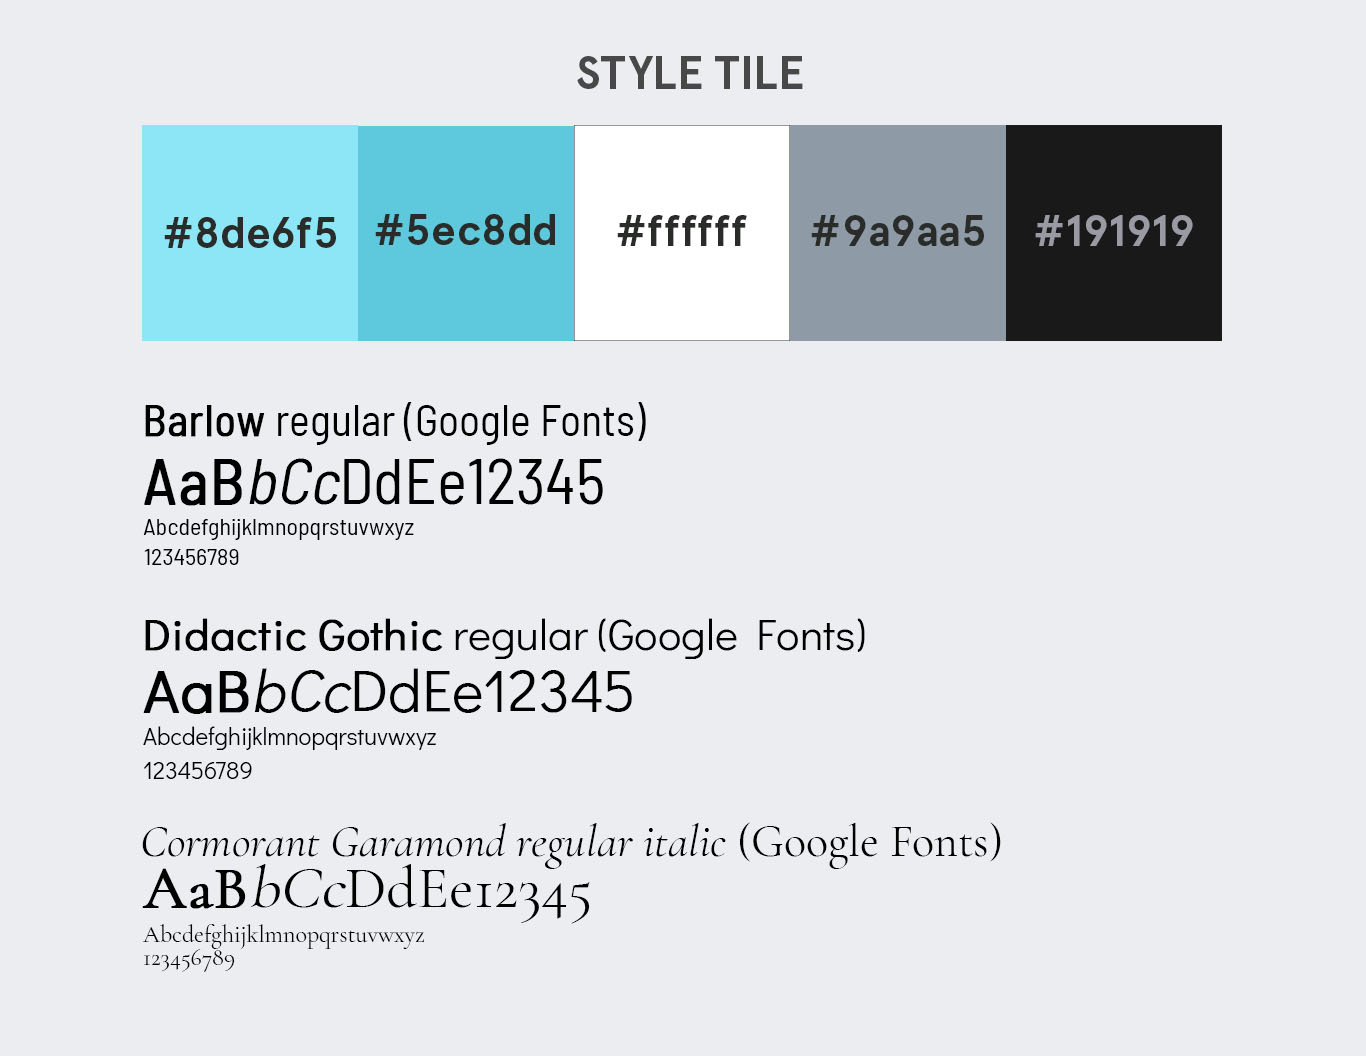 STYLE TILE
#8de6f5 #5ec8dd #ffffff #9a9aa5 #191919
Barlow regular (Google Fonts)
AaBbCcDdEe12345
Abcdefghijklmnopqrstuvwxyz
123456789
Didactic Gothic regular (Google Fonts)
AaBbCcDdEe12345
Abcdefghijklmnopqrstuvwxyz
123456789
Cormorant Garamond regular italic (Google Fonts)
AaBbCcDdEe12345
Abcdefghijklmnopqrstuvwxyz
123456789